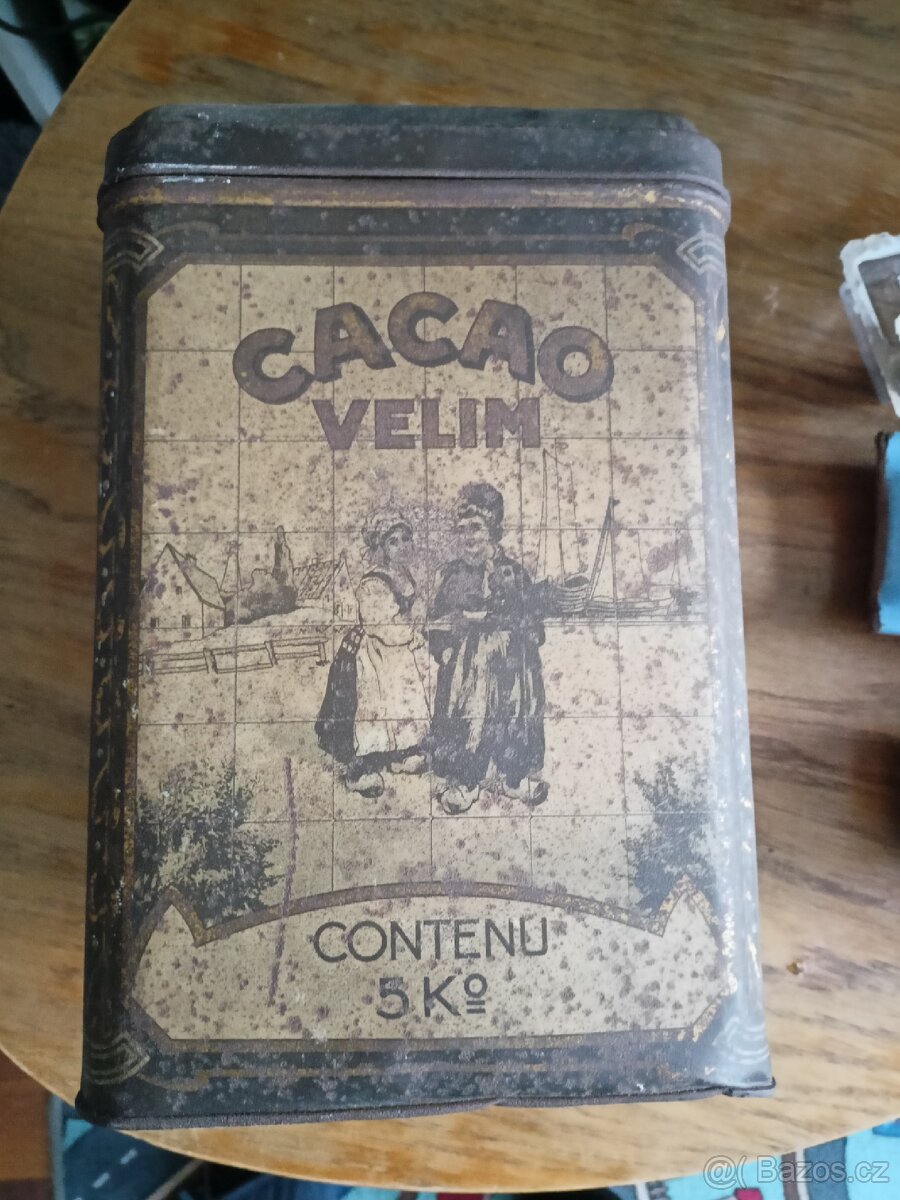 CACAO
VELIM
CONTENU
5 Kº
@( Bazos.cz